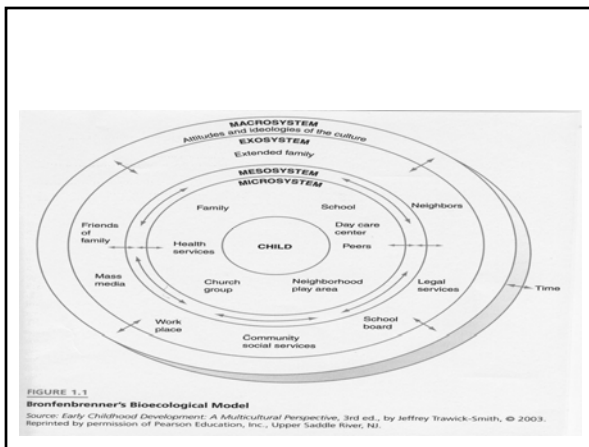 MACROSYSTEM
Attitudes and ideologies of the culture
EXOSYSTEM
Extended family
MESOSYSTEM
MICROSYSTEM
Family
School
Neighbors
Friends
of
family
Day care
center
Health
services
CHILD
Peers
Mass
media
Church
group
Neighborhood
play area
Legal
services
Time
Work
place
School
board
Community
social services
FIGURE 1.1
Bronfenbrenner's Bioecological Model
Source: Early Childhood Development: A Multicultural Perspective, 3rd ed., by Jeffrey Trawick-Smith, © 2003.
Reprinted by permission of Pearson Education, Inc., Upper Saddle River, NJ.